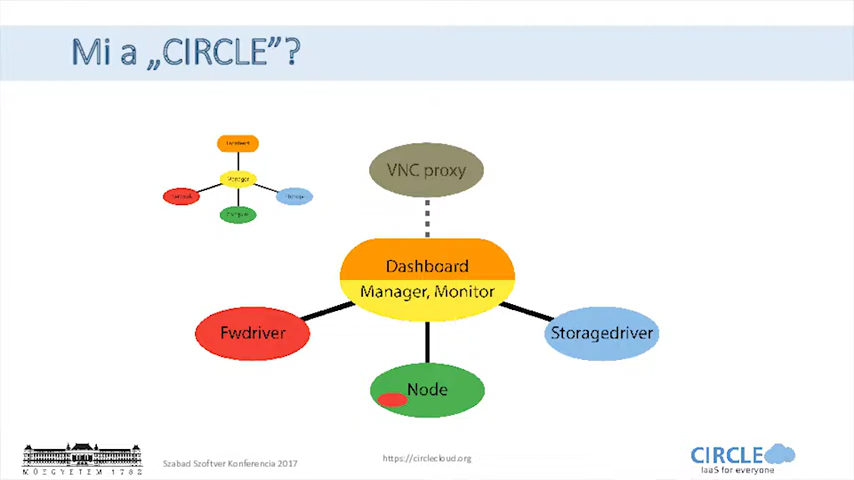 Mi a „CIRCLE”?
Manager
VNC proxy
Dashboard
Manager, Monitor
Fwdriver
Storagedriver
Node
MŰEGYETEM 1782
Szabad Szoftver Konferencia 2017
https://circlecloud.org
CIRCLE
IaaS for everyone